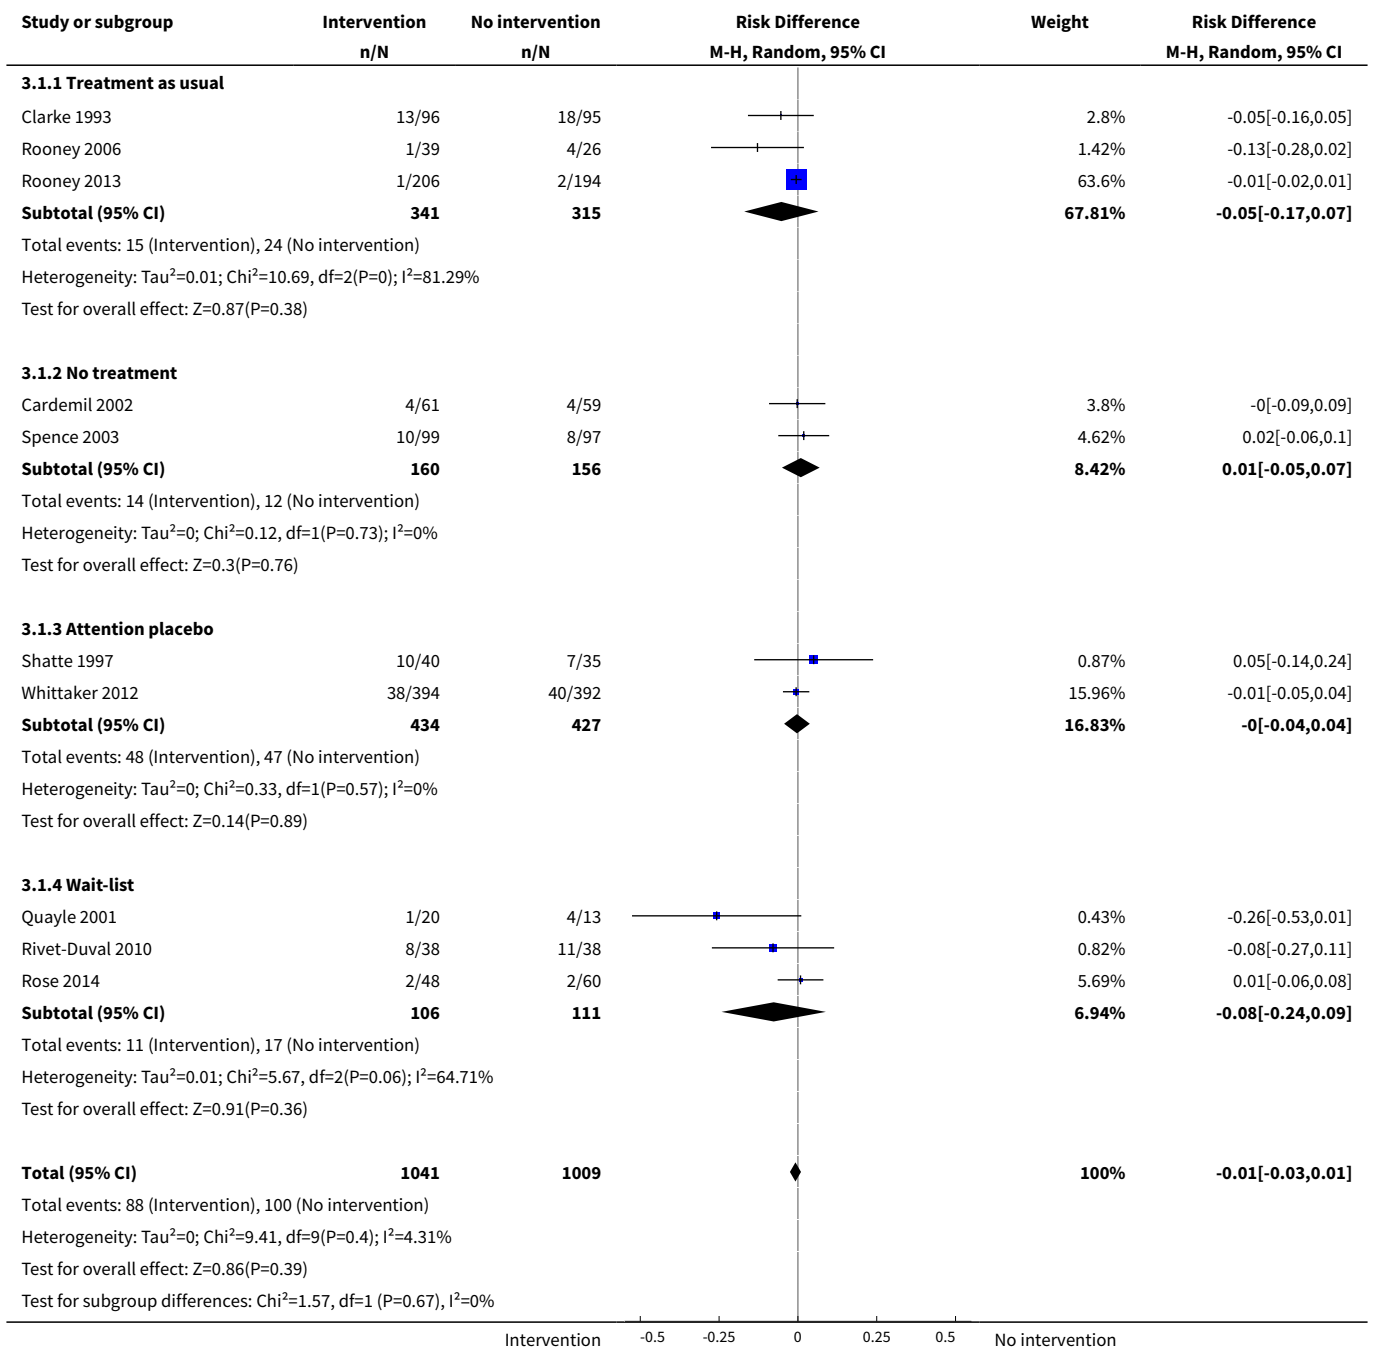 Study or subgroup Intervention No intervention Risk Difference Weight Risk Difference
n/N n/N M-H, Random, 95% CI M-H, Random, 95% CI
3.1.1 Treatment as usual
Clarke 1993 13/96 18/95 2.8% -0.05[-0.16,0.05]
Rooney 2006 1/39 4/26 1.42% -0.13[-0.28,0.02]
Rooney 2013 1/206 2/194 63.6% -0.01[-0.02,0.01]
Subtotal (95% CI) 341 315 67.81% -0.05[-0.17,0.07]
Total events: 15 (Intervention), 24 (No intervention)
Heterogeneity: Tau²=0.01; Chi²=10.69, df=2(P=0); I²=81.29%
Test for overall effect: Z=0.87(P=0.38)
3.1.2 No treatment
Cardemil 2002 4/61 4/59 3.8% -0[-0.09,0.09]
Spence 2003 10/99 8/97 4.62% 0.02[-0.06,0.1]
Subtotal (95% CI) 160 156 8.42% 0.01[-0.05,0.07]
Total events: 14 (Intervention), 12 (No intervention)
Heterogeneity: Tau²=0; Chi²=0.12, df=1(P=0.73); I²=0%
Test for overall effect: Z=0.3(P=0.76)
3.1.3 Attention placebo
Shatte 1997 10/40 7/35 0.87% 0.05[-0.14,0.24]
Whittaker 2012 38/394 40/392 15.96% -0.01[-0.05,0.04]
Subtotal (95% CI) 434 427 16.83% -0[-0.04,0.04]
Total events: 48 (Intervention), 47 (No intervention)
Heterogeneity: Tau²=0; Chi²=0.33, df=1(P=0.57); I²=0%
Test for overall effect: Z=0.14(P=0.89)
3.1.4 Wait-list
Quayle 2001 1/20 4/13 0.43% -0.26[-0.53,0.01]
Rivet-Duval 2010 8/38 11/38 0.82% -0.08[-0.27,0.11]
Rose 2014 2/48 2/60 5.69% 0.01[-0.06,0.08]
Subtotal (95% CI) 106 111 6.94% -0.08[-0.24,0.09]
Total events: 11 (Intervention), 17 (No intervention)
Heterogeneity: Tau²=0.01; Chi²=5.67, df=2(P=0.06); I²=64.71%
Test for overall effect: Z=0.91(P=0.36)
Total (95% CI) 1041 1009 100% -0.01[-0.03,0.01]
Total events: 88 (Intervention), 100 (No intervention)
Heterogeneity: Tau²=0; Chi²=9.41, df=9(P=0.4); I²=4.31%
Test for overall effect: Z=0.86(P=0.39)
Test for subgroup differences: Chi²=1.57, df=1 (P=0.67), I²=0%
Intervention -0.5 -0.25 0 0.25 0.5 No intervention